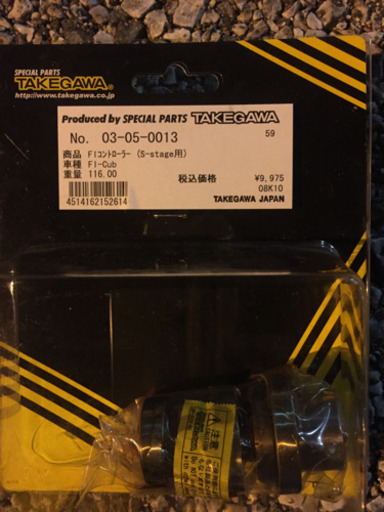 SPECIAL PARTS
TAKEGAWA
http://www.takegawa.co.jp
Produced by SPECIAL PARTS TAKEGAWA
No. 03-05-0013
59
商品 FIコントローラー (S-stage用)
車種 FI-Cub
重量 116.00
税込価格
¥9,975
08K10
4514162152614
TAKEGAWA JAPAN
注意